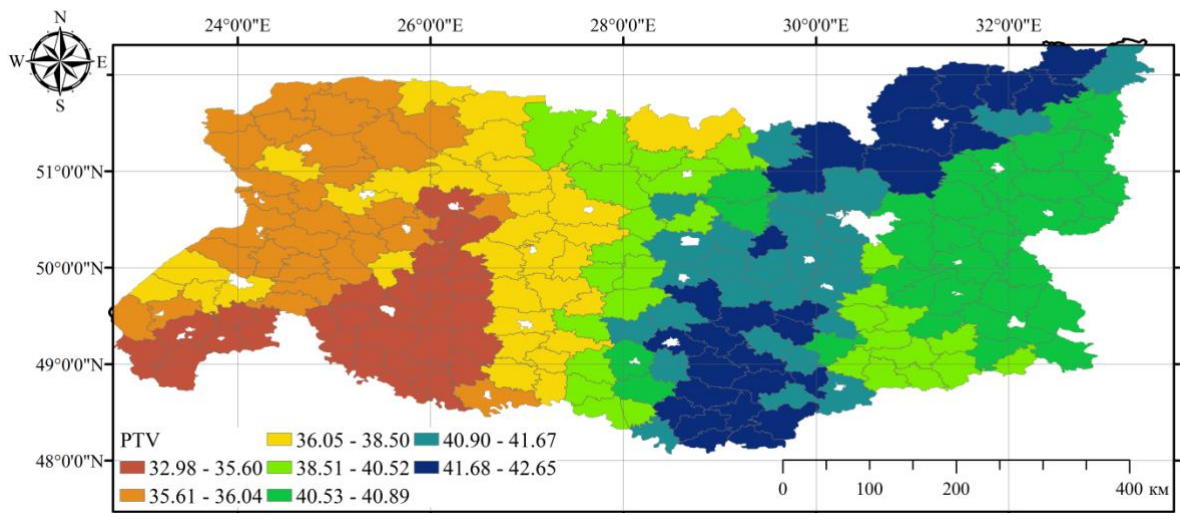 24°0'0"E 26°0'0"E 28°0'0"E 30°0'0"E 32°0'0"E
N
W E
S
51°0'0"N
50°0'0"N
49°0'0"N
48°0'0"N
PTV
32.98 - 35.60
35.61 - 36.04
36.05 - 38.50
38.51 - 40.52
40.53 - 40.89
40.90 - 41.67
41.68 - 42.65
0 100 200 400 км